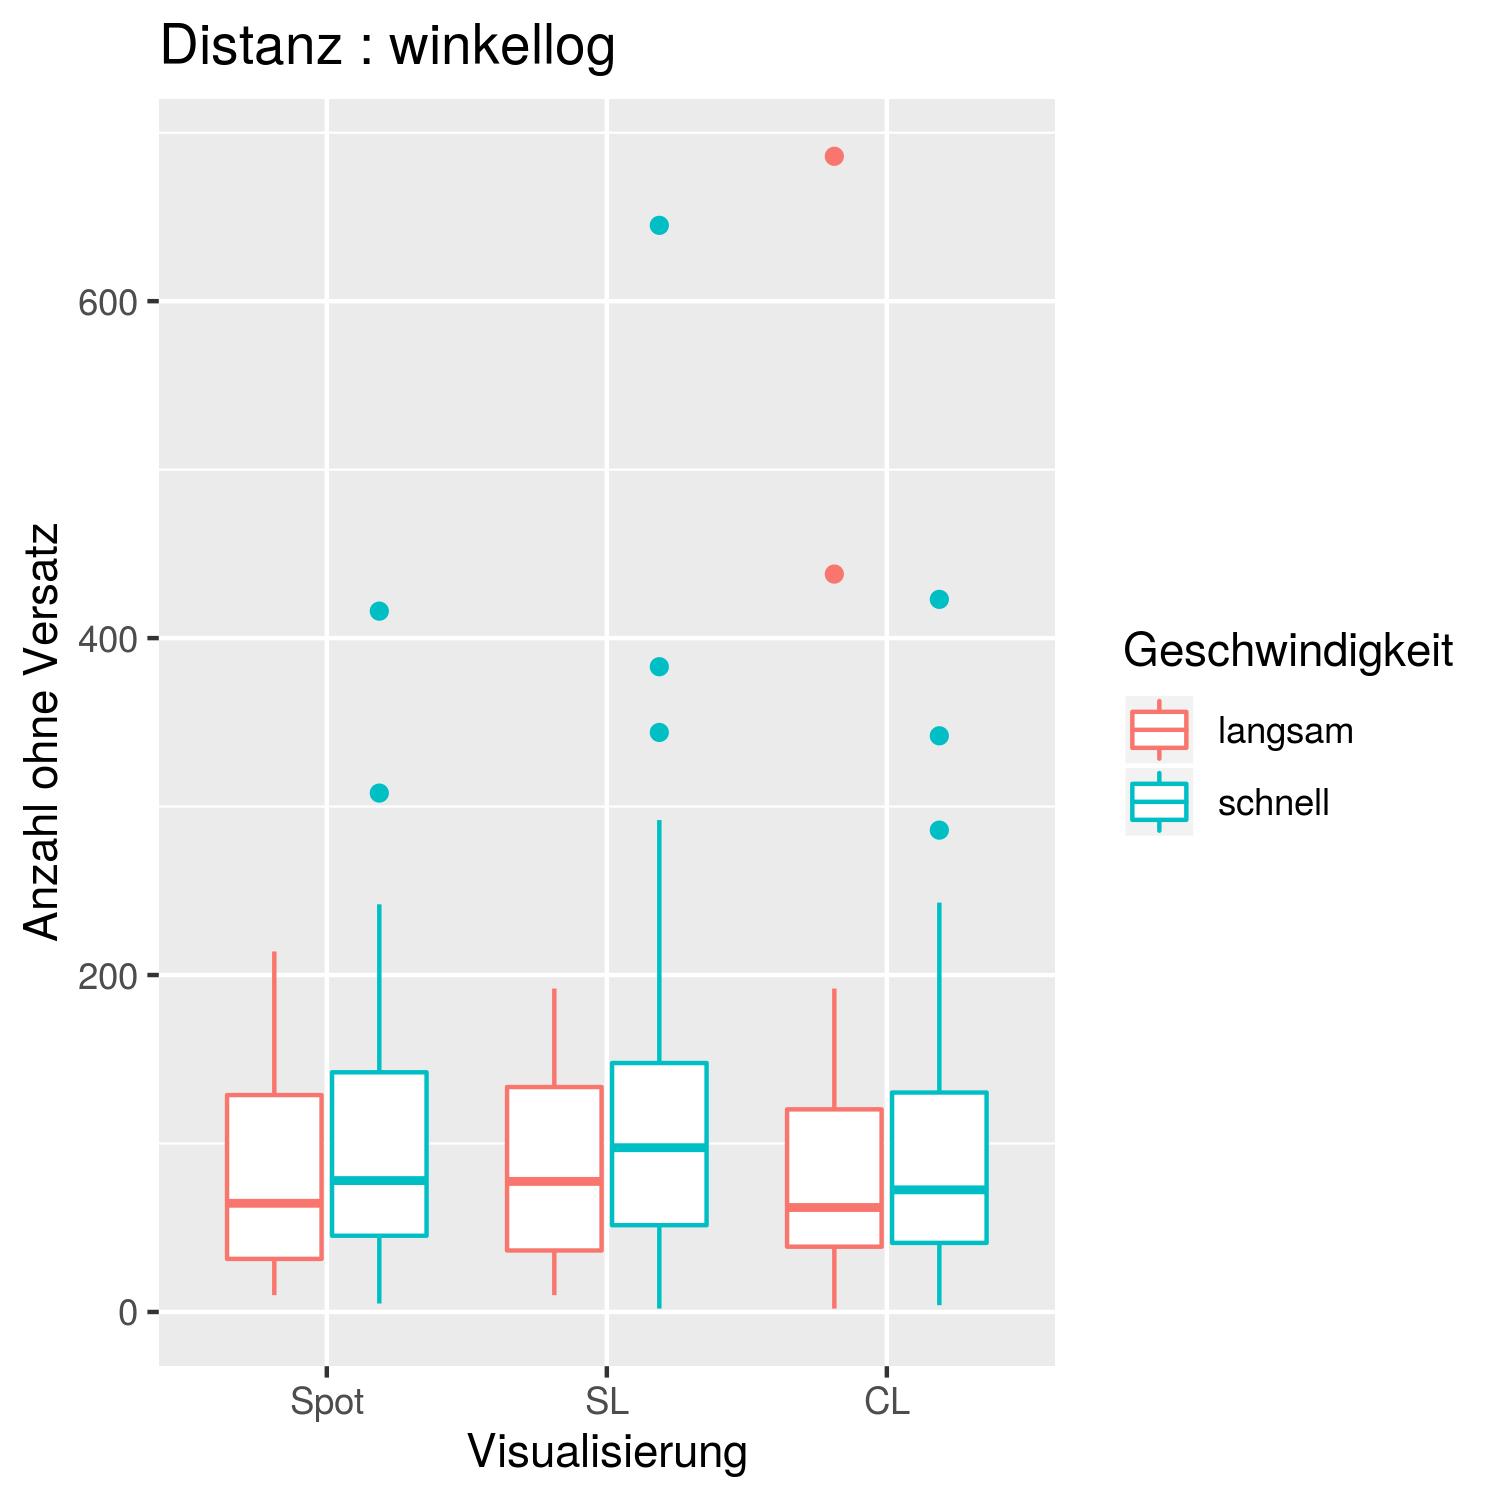 Distanz : winkellog
Anzahl ohne Versatz
600
400
200
0
Spot SL CL
Visualisierung
Geschwindigkeit
langsam
schnell